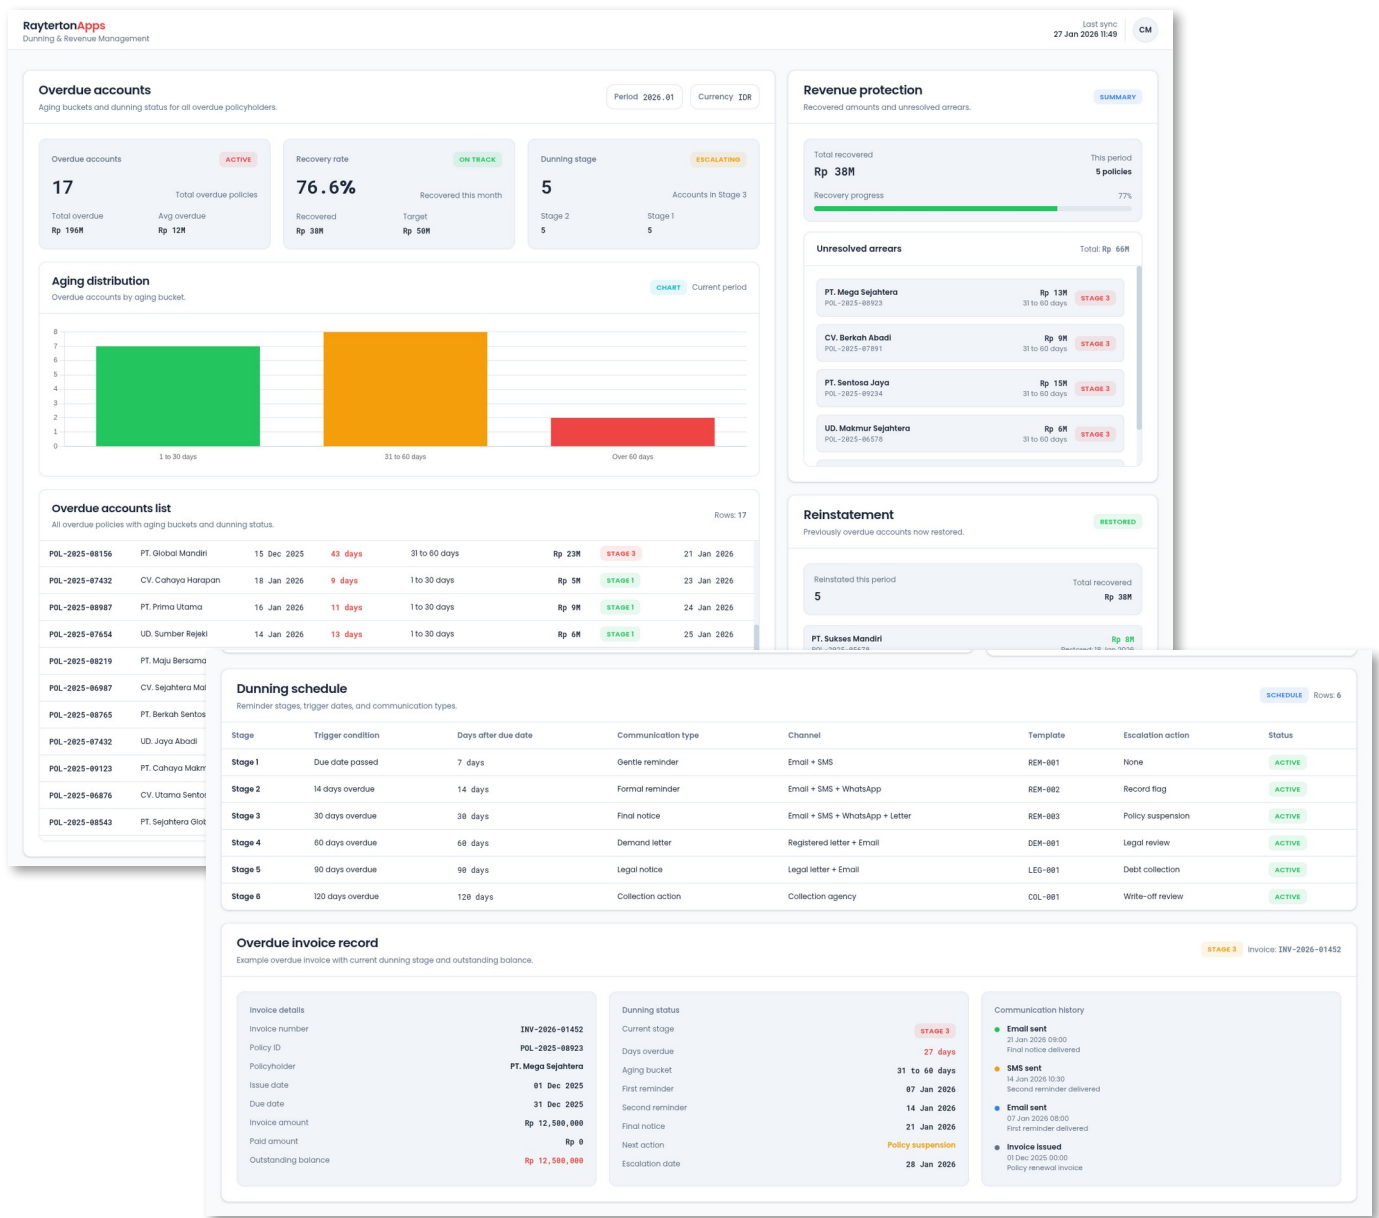 RaytertonApps
Dunning & Revenue Management
Last sync
27 Jan 2026 11:49
CM
Overdue accounts
Aging buckets and dunning status for all overdue policyholders.
Period 2026.01
Currency IDR
Overdue accounts ACTIVE
17 Total overdue policies
Total overdue Avg overdue
Rp 196M Rp 12M
Recovery rate ON TRACK
76.6% Recovered this month
Recovered Target
Rp 38M Rp 50M
Dunning stage ESCALATING
5 Accounts in Stage 3
Stage 2 Stage 1
5 5
Aging distribution
Overdue accounts by aging bucket.
CHART Current period
8
7
6
5
4
3
2
1
0
1 to 30 days 31 to 60 days Over 60 days
Overdue accounts list
All overdue policies with aging buckets and dunning status.
Rows: 17
POL-2025-08156 PT. Global Mandiri 15 Dec 2025 43 days 31 to 60 days Rp 23M STAGE 3 21 Jan 2026
POL-2025-07432 CV. Cahaya Harapan 18 Jan 2026 9 days 1 to 30 days Rp 5M STAGE 1 23 Jan 2026
POL-2025-08987 PT. Prima Utama 16 Jan 2026 11 days 1 to 30 days Rp 9M STAGE 1 24 Jan 2026
POL-2025-07654 UD. Sumber Rejeki 14 Jan 2026 13 days 1 to 30 days Rp 6M STAGE 1 25 Jan 2026
POL-2025-08219 PT. Maju Bersama
POL-2025-06987 CV. Sejahtera
POL-2025-08765 PT. Berkah
POL-2025-07432 UD. Jaya Abadi
POL-2025-09123 PT. Cahaya
POL-2025-06876 CV. Utama
POL-2025-08543 PT. Sejahtera
Revenue protection
Recovered amounts and unresolved arrears.
SUMMARY
Total recovered This period
Rp 38M 5 policies
Recovery progress 77%
Unresolved arrears Total: Rp 66M
PT. Mega Sejahtera Rp 13M STAGE 3
POL-2025-08923 31 to 60 days
CV. Berkah Abadi Rp 9M STAGE 3
POL-2025-07891 31 to 60 days
PT. Sentosa Jaya Rp 15M STAGE 3
POL-2025-09234 31 to 60 days
UD. Makmur Sejahtera Rp 6M STAGE 3
POL-2025-06578 31 to 60 days
Reinstatement
Previously overdue accounts now restored.
RESTORED
Reinstated this period Total recovered
5 Rp 38M
PT. Sukses Mandiri Rp 8M
Dunning schedule
Reminder stages, trigger dates, and communication types.
SCHEDULE Rows: 6
Stage Trigger condition Days after due date Communication type Channel Template Escalation action Status
Stage 1 Due date passed 7 days Gentle reminder Email + SMS REM-001 None ACTIVE
Stage 2 14 days overdue 14 days Formal reminder Email + SMS + WhatsApp REM-002 Record flag ACTIVE
Stage 3 30 days overdue 30 days Final notice Email + SMS + WhatsApp + Letter REM-003 Policy suspension ACTIVE
Stage 4 60 days overdue 60 days Demand letter Registered letter + Email DEM-001 Legal review ACTIVE
Stage 5 90 days overdue 90 days Legal notice Legal letter + Email LEG-001 Debt collection ACTIVE
Stage 6 120 days overdue 120 days Collection action Collection agency COL-001 Write-off review ACTIVE
Overdue invoice record
Example overdue invoice with current dunning stage and outstanding balance.
STAGE 3 Invoice: INV-2026-01452
Invoice details
Invoice number INV-2026-01452
Policy ID POL-2025-08923
Policyholder PT. Mega Sejahtera
Issue date 01 Dec 2025
Due date 31 Dec 2025
Invoice amount Rp 12,500,000
Paid amount Rp 0
Outstanding balance Rp 12,500,000
Dunning status
Current stage STAGE 3
Days overdue 27 days
Aging bucket 31 to 60 days
First reminder 07 Jan 2026
Second reminder 14 Jan 2026
Final notice 21 Jan 2026
Next action Policy suspension
Escalation date 28 Jan 2026
Communication history
Email sent
21 Jan 2026 09:00
Final notice delivered
SMS sent
14 Jan 2026 10:30
Second reminder delivered
Email sent
07 Jan 2026 08:00
First reminder delivered
Invoice issued
01 Dec 2025 00:00
Policy renewal invoice